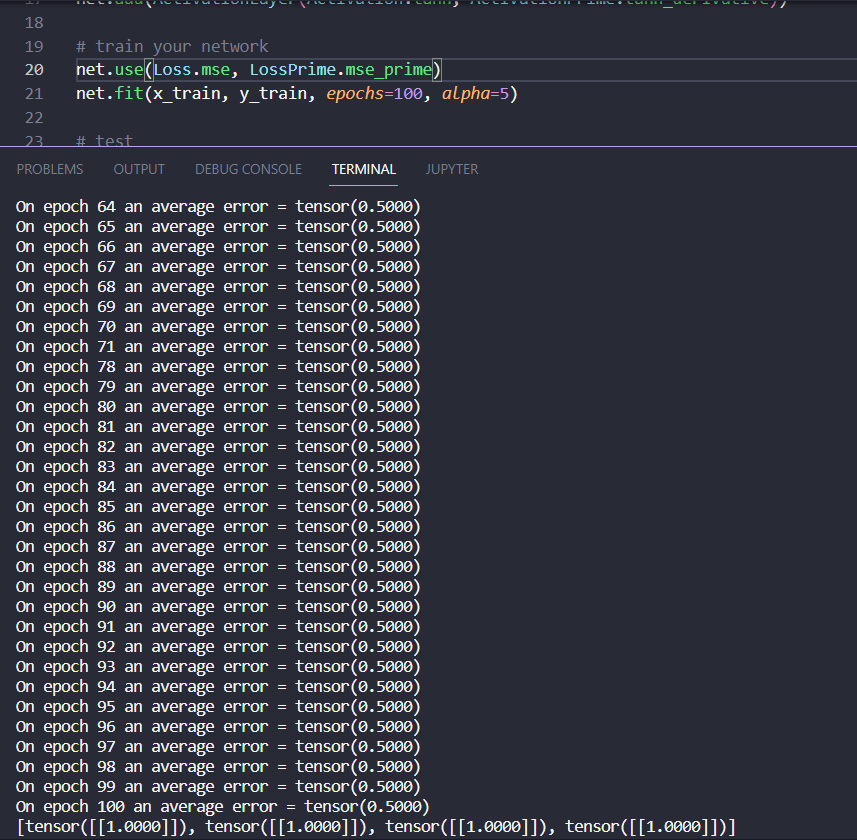 17 net.add(ActivationLayer(Activation.tanh, ActivationPrime.tanh_derivative))
18
19 # train your network
20 net.use(Loss.mse, LossPrime.mse_prime)
21 net.fit(x_train, y_train, epochs=100, alpha=5)
22
23 # test
PROBLEMS OUTPUT DEBUG CONSOLE TERMINAL JUPYTER
On epoch 64 an average error = tensor(0.5000)
On epoch 65 an average error = tensor(0.5000)
On epoch 66 an average error = tensor(0.5000)
On epoch 67 an average error = tensor(0.5000)
On epoch 68 an average error = tensor(0.5000)
On epoch 69 an average error = tensor(0.5000)
On epoch 70 an average error = tensor(0.5000)
On epoch 71 an average error = tensor(0.5000)
On epoch 78 an average error = tensor(0.5000)
On epoch 79 an average error = tensor(0.5000)
On epoch 80 an average error = tensor(0.5000)
On epoch 81 an average error = tensor(0.5000)
On epoch 82 an average error = tensor(0.5000)
On epoch 83 an average error = tensor(0.5000)
On epoch 84 an average error = tensor(0.5000)
On epoch 85 an average error = tensor(0.5000)
On epoch 86 an average error = tensor(0.5000)
On epoch 87 an average error = tensor(0.5000)
On epoch 88 an average error = tensor(0.5000)
On epoch 89 an average error = tensor(0.5000)
On epoch 90 an average error = tensor(0.5000)
On epoch 91 an average error = tensor(0.5000)
On epoch 92 an average error = tensor(0.5000)
On epoch 93 an average error = tensor(0.5000)
On epoch 94 an average error = tensor(0.5000)
On epoch 95 an average error = tensor(0.5000)
On epoch 96 an average error = tensor(0.5000)
On epoch 97 an average error = tensor(0.5000)
On epoch 98 an average error = tensor(0.5000)
On epoch 99 an average error = tensor(0.5000)
On epoch 100 an average error = tensor(0.5000)
[tensor([[1.0000]]), tensor([[1.0000]]), tensor([[1.0000]]), tensor([[1.0000]])]